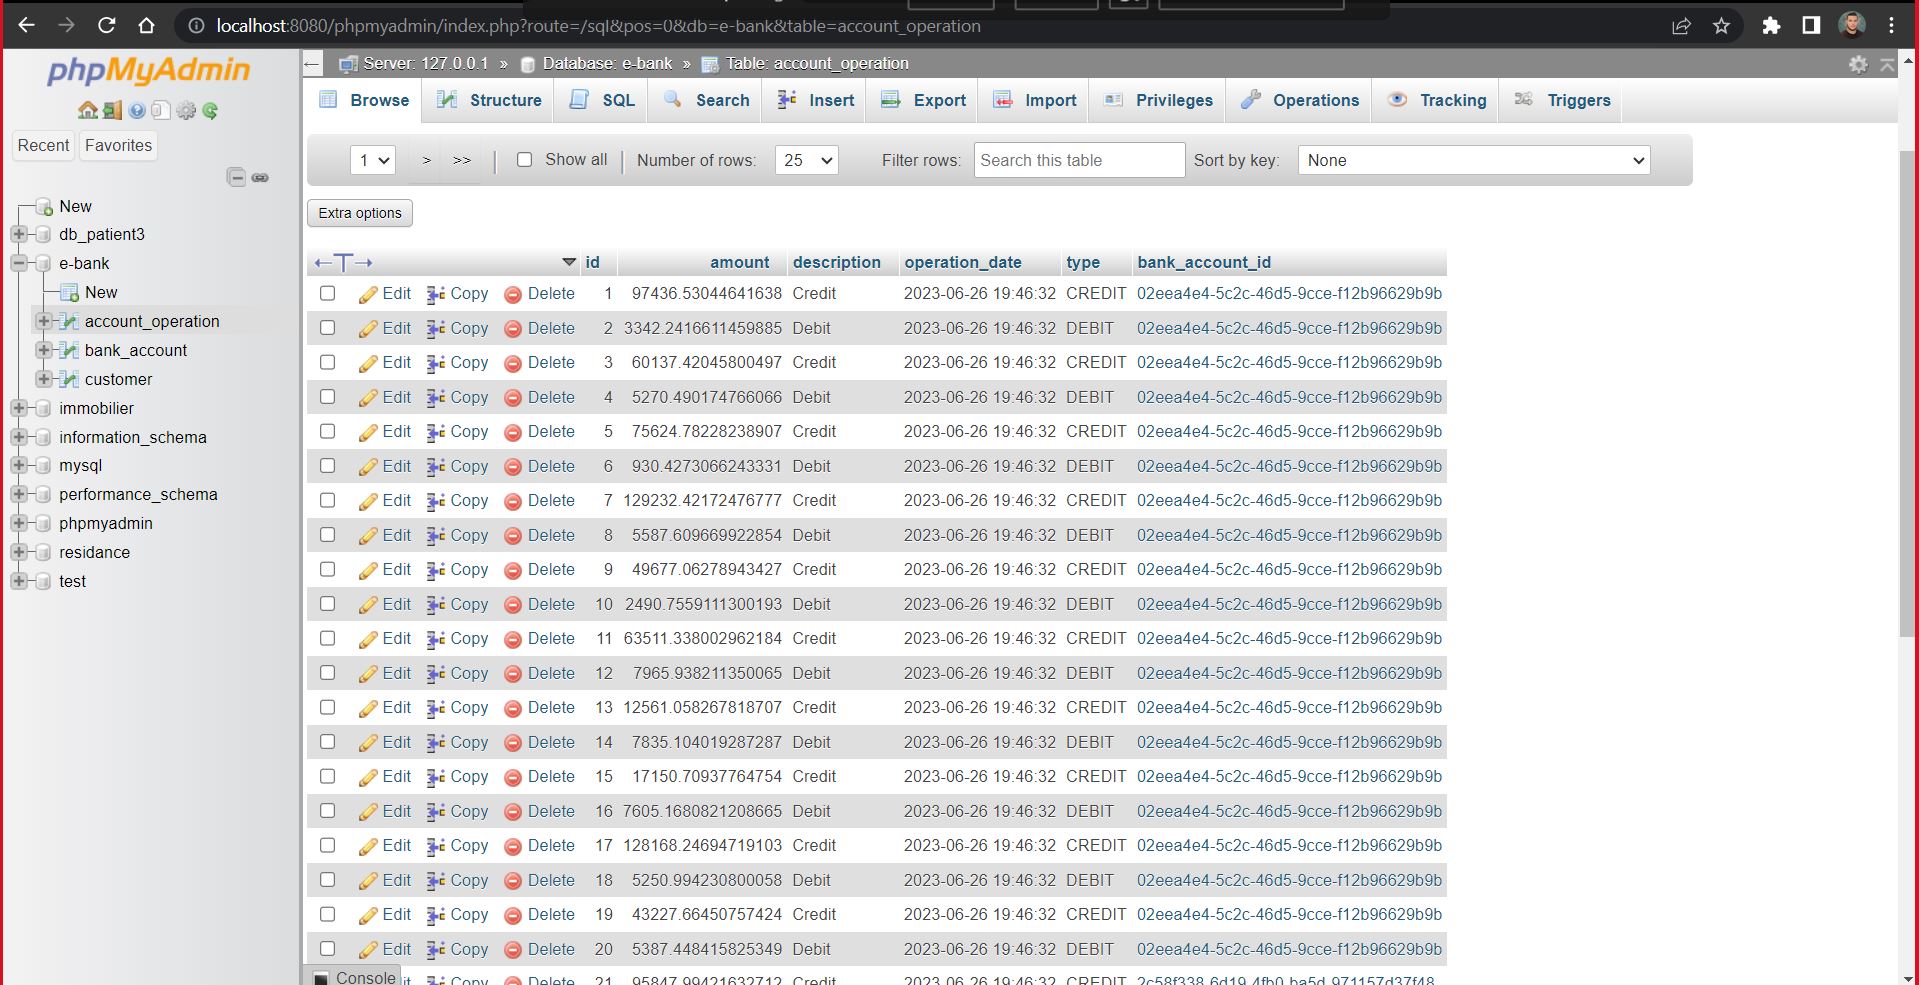 localhost:8080/phpmyadmin/index.php?route=/sql&pos=0&db=e-bank&table=account_operation
phpMyAdmin
Recent Favorites
New
db_patient3
e-bank
New
account_operation
bank_account
customer
immobilier
information_schema
mysql
performance_schema
phpmyadmin
residance
test
Server: 127.0.0.1 » Database: e-bank » Table: account_operation
Browse Structure SQL Search Insert Export Import Privileges Operations Tracking Triggers
1 > >> | Show all | Number of rows: 25 Filter rows: Search this table Sort by key: None
Extra options
←T→ id amount description operation_date type bank_account_id
Edit Copy Delete 1 97436.53044641638 Credit 2023-06-26 19:46:32 CREDIT 02eea4e4-5c2c-46d5-9cce-f12b96629b9b
Edit Copy Delete 2 3342.2416611459885 Debit 2023-06-26 19:46:32 DEBIT 02eea4e4-5c2c-46d5-9cce-f12b96629b9b
Edit Copy Delete 3 60137.42045800497 Credit 2023-06-26 19:46:32 CREDIT 02eea4e4-5c2c-46d5-9cce-f12b96629b9b
Edit Copy Delete 4 5270.490174766066 Debit 2023-06-26 19:46:32 DEBIT 02eea4e4-5c2c-46d5-9cce-f12b96629b9b
Edit Copy Delete 5 75624.78228238907 Credit 2023-06-26 19:46:32 CREDIT 02eea4e4-5c2c-46d5-9cce-f12b96629b9b
Edit Copy Delete 6 930.4273066243331 Debit 2023-06-26 19:46:32 DEBIT 02eea4e4-5c2c-46d5-9cce-f12b96629b9b
Edit Copy Delete 7 129232.42172476777 Credit 2023-06-26 19:46:32 CREDIT 02eea4e4-5c2c-46d5-9cce-f12b96629b9b
Edit Copy Delete 8 5587.609669922854 Debit 2023-06-26 19:46:32 DEBIT 02eea4e4-5c2c-46d5-9cce-f12b96629b9b
Edit Copy Delete 9 49677.06278943427 Credit 2023-06-26 19:46:32 CREDIT 02eea4e4-5c2c-46d5-9cce-f12b96629b9b
Edit Copy Delete 10 2490.7559111300193 Debit 2023-06-26 19:46:32 DEBIT 02eea4e4-5c2c-46d5-9cce-f12b96629b9b
Edit Copy Delete 11 63511.338002962184 Credit 2023-06-26 19:46:32 CREDIT 02eea4e4-5c2c-46d5-9cce-f12b96629b9b
Edit Copy Delete 12 7965.938211350065 Debit 2023-06-26 19:46:32 DEBIT 02eea4e4-5c2c-46d5-9cce-f12b96629b9b
Edit Copy Delete 13 12561.058267818707 Credit 2023-06-26 19:46:32 CREDIT 02eea4e4-5c2c-46d5-9cce-f12b96629b9b
Edit Copy Delete 14 7835.104019287287 Debit 2023-06-26 19:46:32 DEBIT 02eea4e4-5c2c-46d5-9cce-f12b96629b9b
Edit Copy Delete 15 17150.70937764754 Credit 2023-06-26 19:46:32 CREDIT 02eea4e4-5c2c-46d5-9cce-f12b96629b9b
Edit Copy Delete 16 7605.1680821208665 Debit 2023-06-26 19:46:32 DEBIT 02eea4e4-5c2c-46d5-9cce-f12b96629b9b
Edit Copy Delete 17 128168.24694719103 Credit 2023-06-26 19:46:32 CREDIT 02eea4e4-5c2c-46d5-9cce-f12b96629b9b
Edit Copy Delete 18 5250.994230800058 Debit 2023-06-26 19:46:32 DEBIT 02eea4e4-5c2c-46d5-9cce-f12b96629b9b
Edit Copy Delete 19 43227.66450757424 Credit 2023-06-26 19:46:32 CREDIT 02eea4e4-5c2c-46d5-9cce-f12b96629b9b
Edit Copy Delete 20 5387.448415825349 Debit 2023-06-26 19:46:32 DEBIT 02eea4e4-5c2c-46d5-9cce-f12b96629b9b
Console Copy Delete 21 95847.99421632712 Credit 2023-06-26 19:46:32 CREDIT 2c58f338-6d19-4fb0-ba5d-971157d37f48